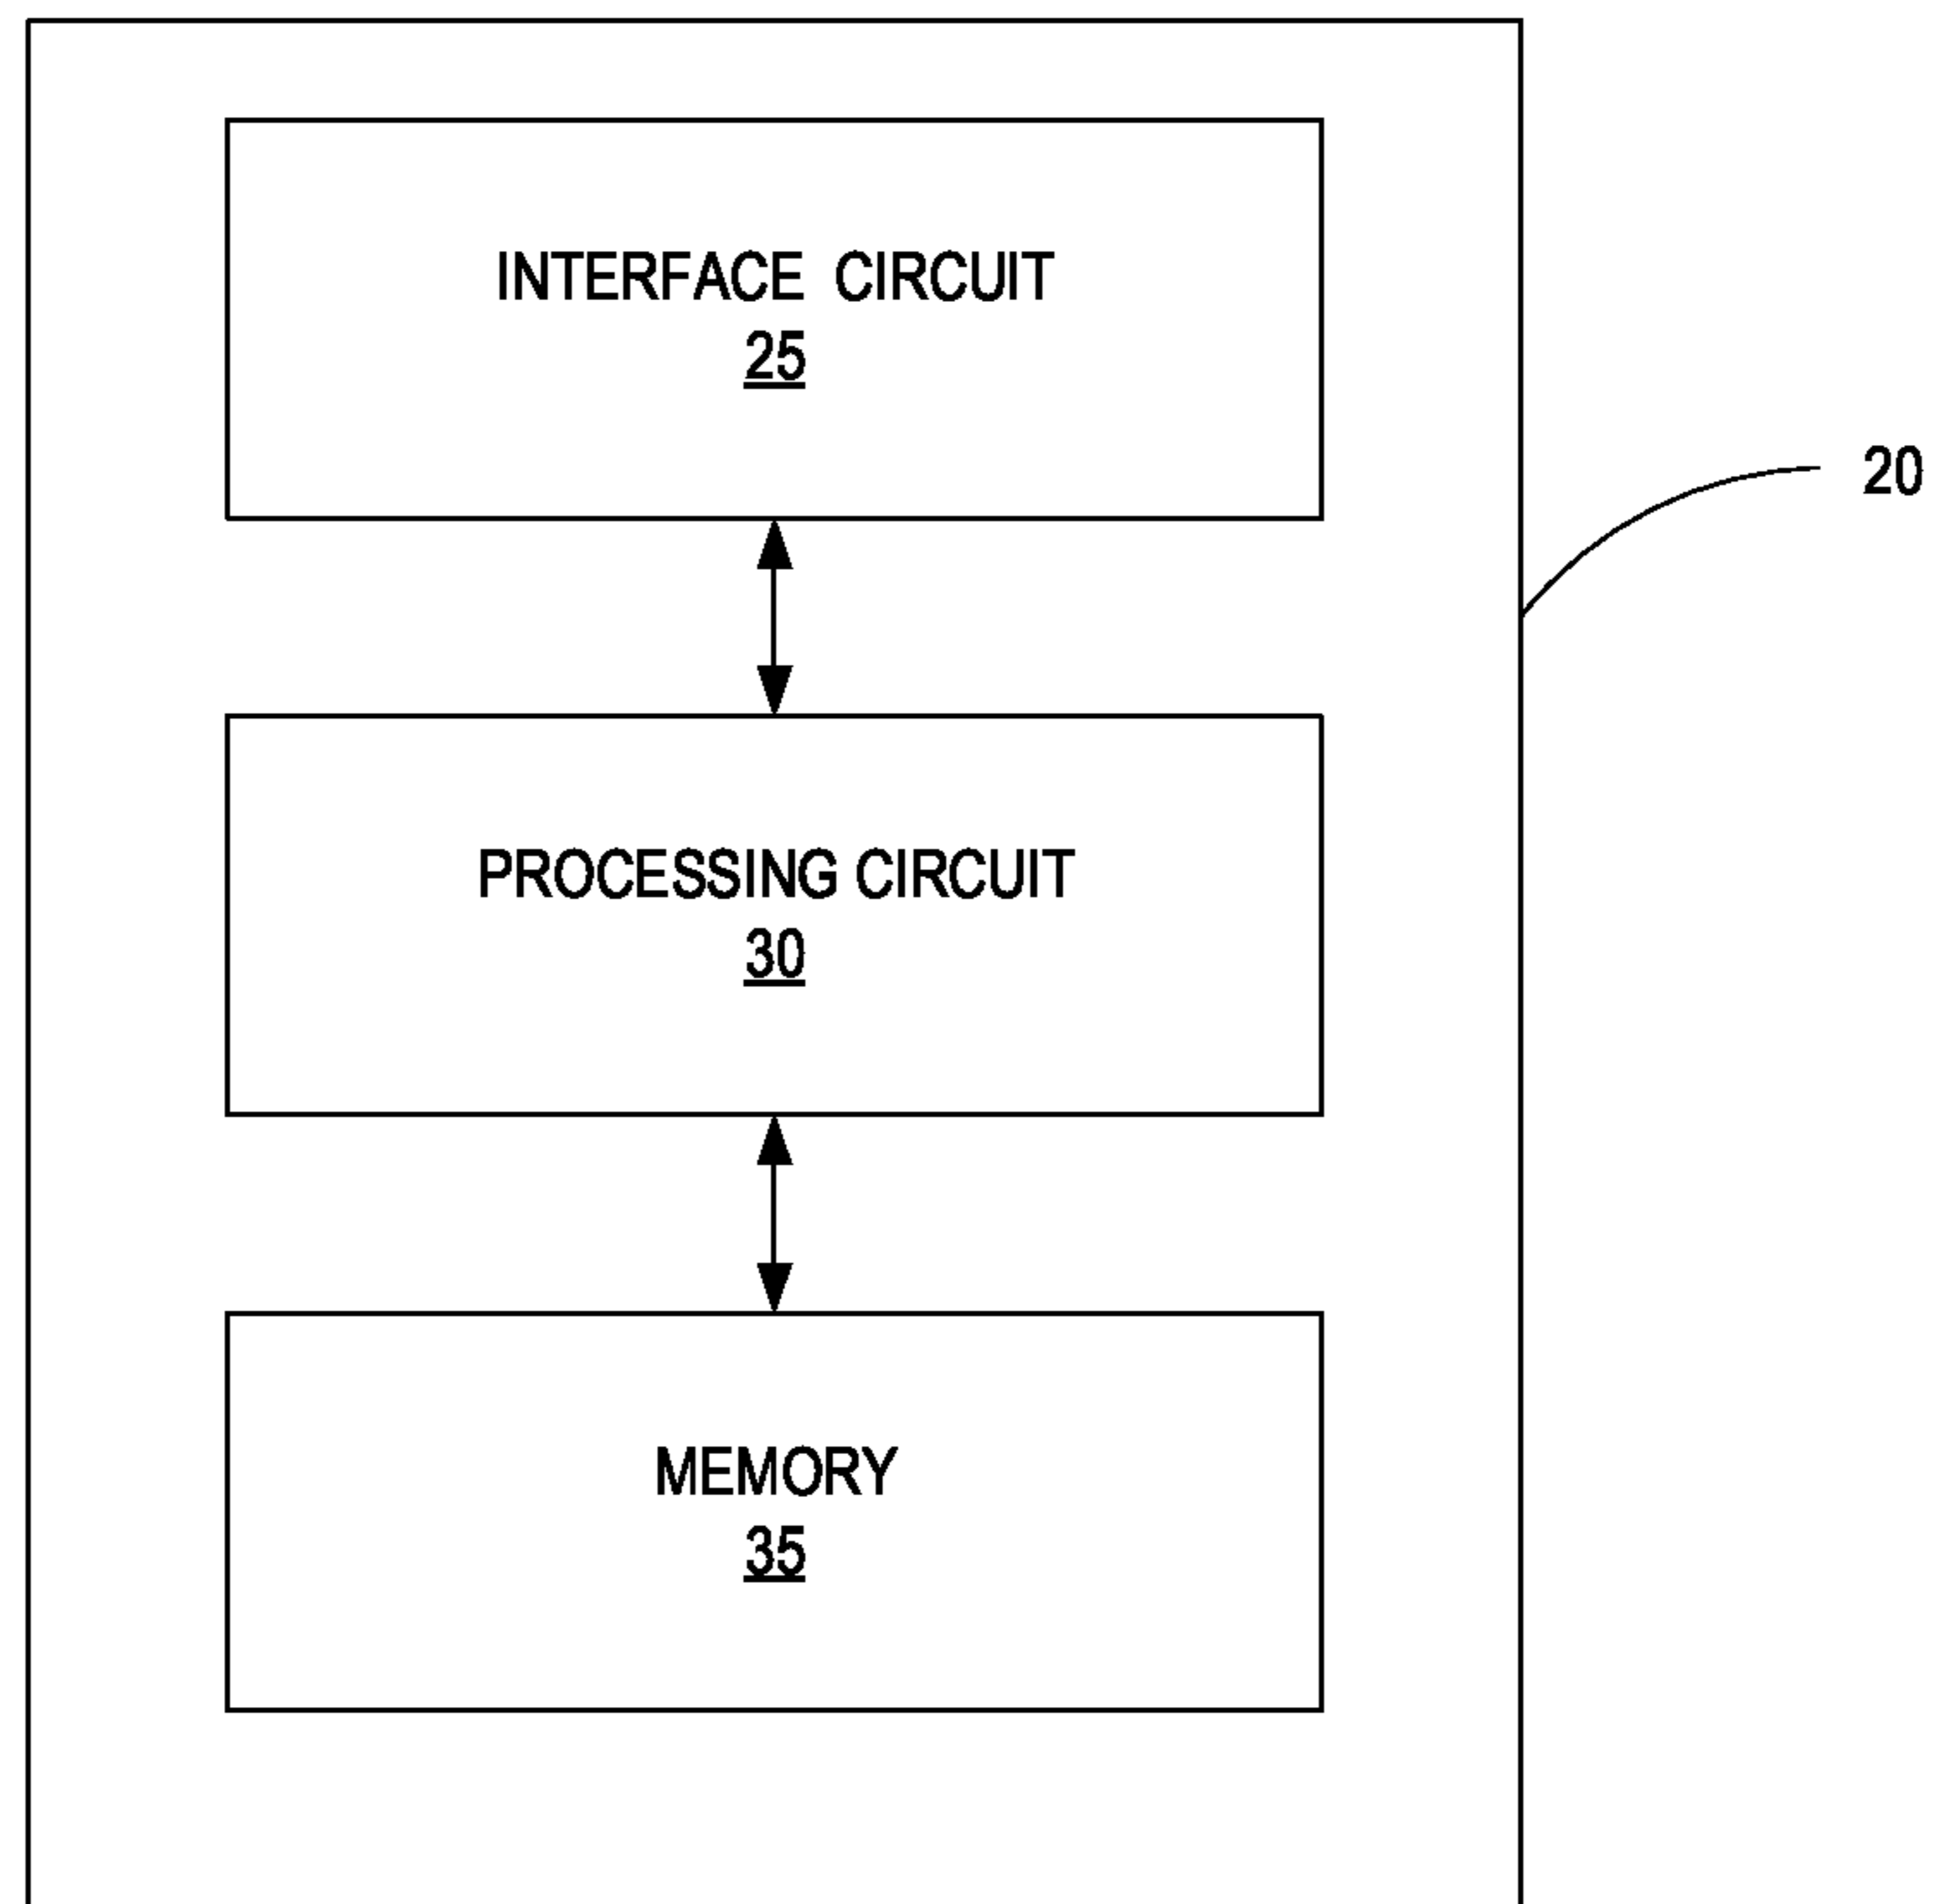 INTERFACE CIRCUIT
25
20
PROCESSING CIRCUIT
30
MEMORY
35